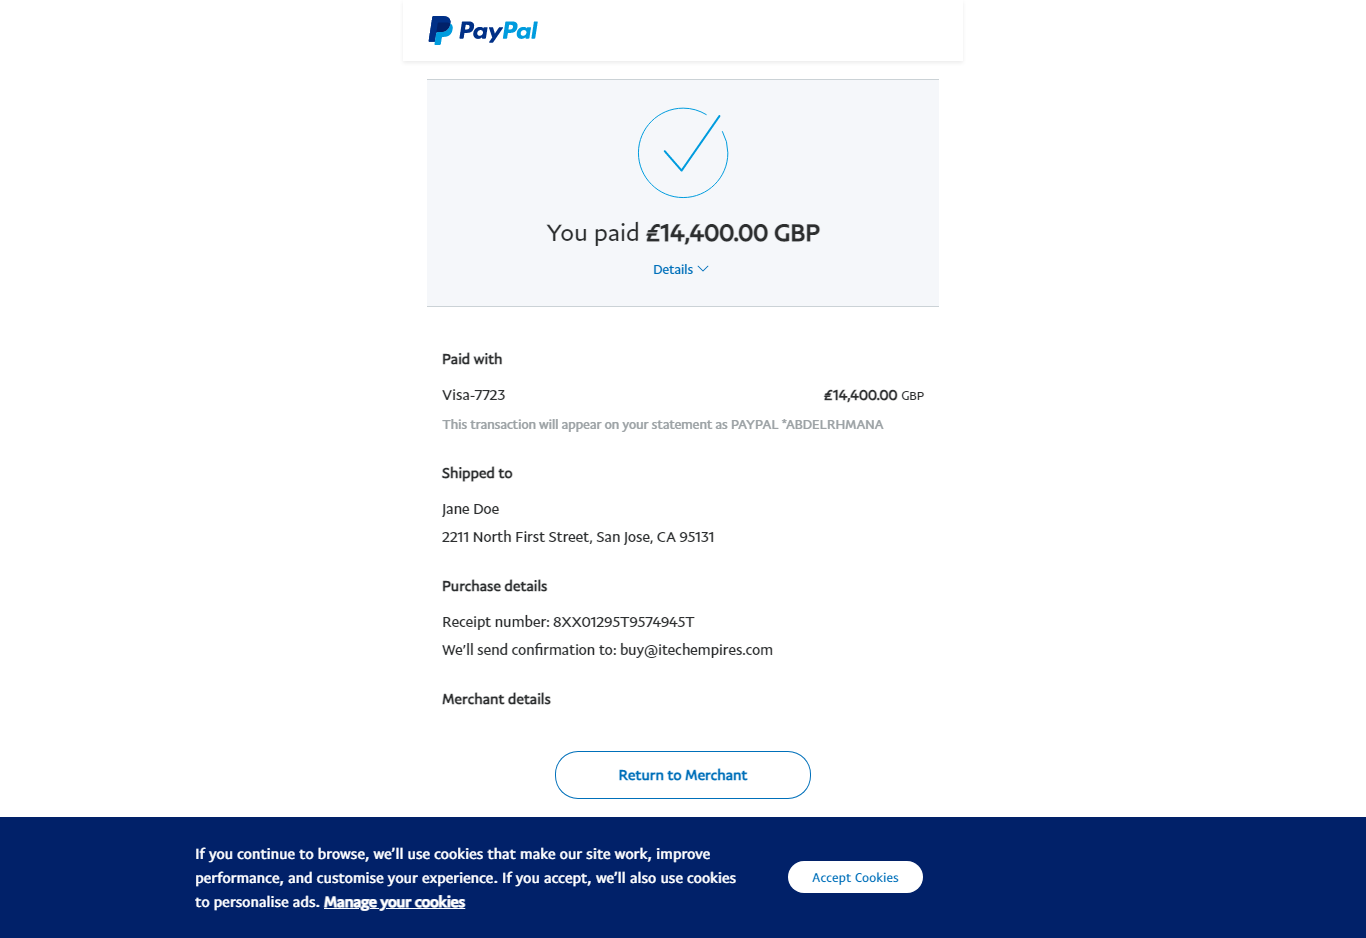 PayPal
You paid £14,400.00 GBP
Details
Paid with
Visa-7723 £14,400.00 GBP
This transaction will appear on your statement as PAYPAL *ABDELRHMANA
Shipped to
Jane Doe
2211 North First Street, San Jose, CA 95131
Purchase details
Receipt number: 8XX01295T9574945T
We'll send confirmation to: buy@itechempires.com
Merchant details
Return to Merchant
If you continue to browse, we'll use cookies that make our site work, improve
performance, and customise your experience. If you accept, we'll also use cookies
to personalise ads. Manage your cookies
Accept Cookies